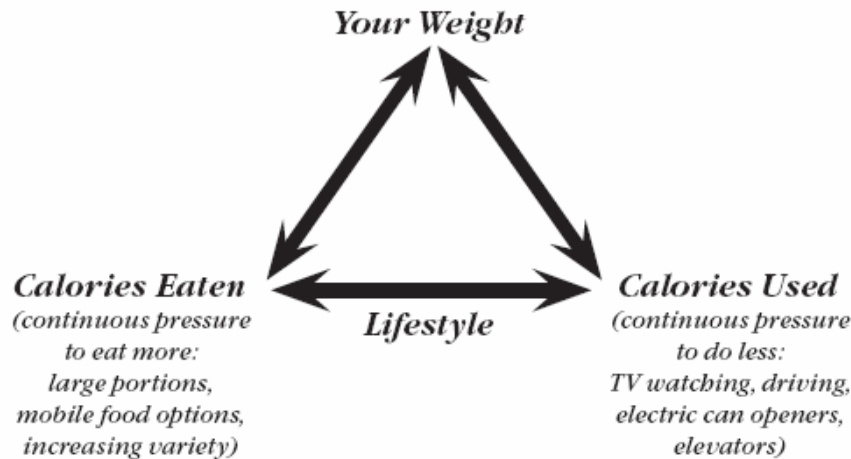 Your Weight
Calories Eaten
(continuous pressure
to eat more:
large portions,
mobile food options,
increasing variety)
Lifestyle
Calories Used
(continuous pressure
to do less:
TV watching, driving,
electric can openers,
elevators)